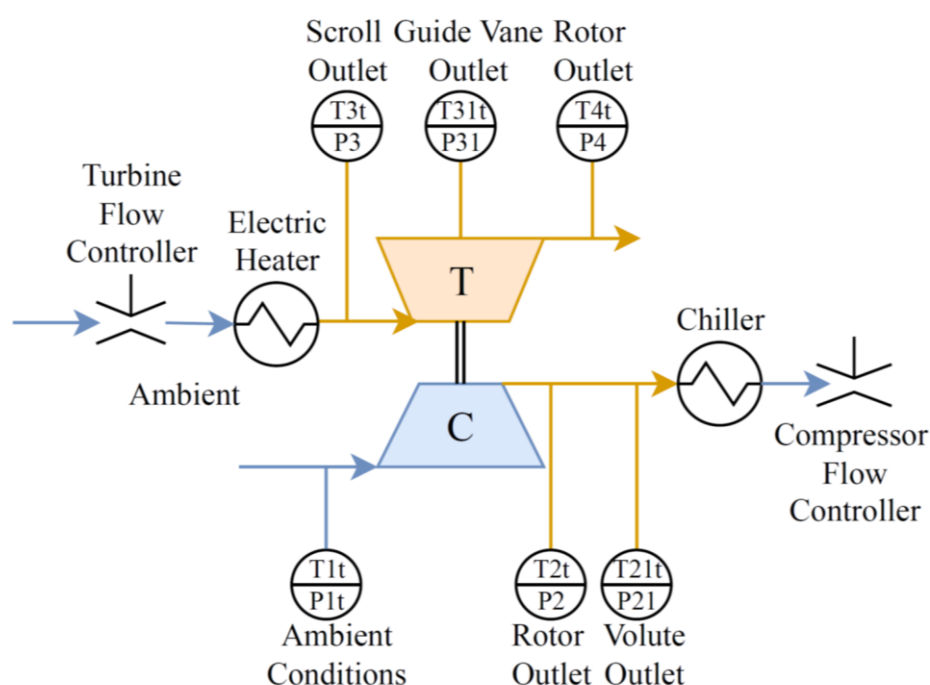 Scroll Guide Vane Rotor
Outlet Outlet Outlet
T3t T31t T4t
P3 P31 P4
Turbine
Flow
Controller
Electric
Heater
T
Ambient
Chiller
C
Compressor
Flow
Controller
T1t T2t T21t
P1t P2 P21
Ambient
Conditions
Rotor
Outlet
Volute
Outlet